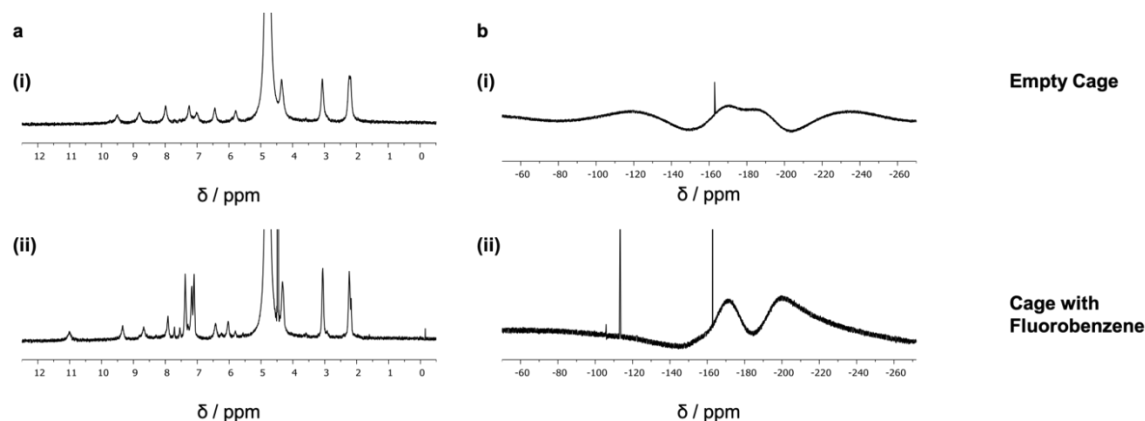 a
b
(i)
(i)
Empty Cage
12 11 10 9 8 7 6 5 4 3 2 1 0
-60 -80 -100 -120 -140 -160 -180 -200 -220 -240 -260
δ / ppm
δ / ppm
(ii)
(ii)
Cage with
Fluorobenzene
12 11 10 9 8 7 6 5 4 3 2 1 0
-60 -80 -100 -120 -140 -160 -180 -200 -220 -240 -260
δ / ppm
δ / ppm